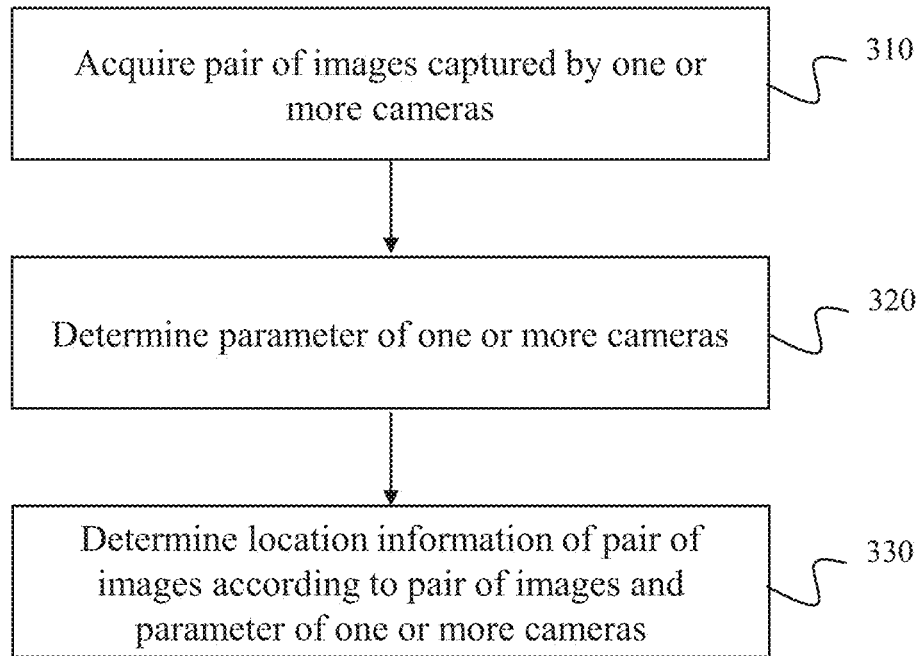 Acquire pair of images captured by one or
more cameras
310
Determine parameter of one or more cameras
320
Determine location information of pair of
images according to pair of images and
parameter of one or more cameras
330